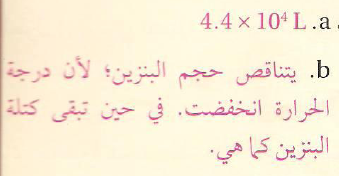 a. 4.4 × 10⁴ L
b. يتناقص حجم البنزين؛ لأن درجة
الحرارة انخفضت. في حين تبقى كتلة
البنزين كما هي.